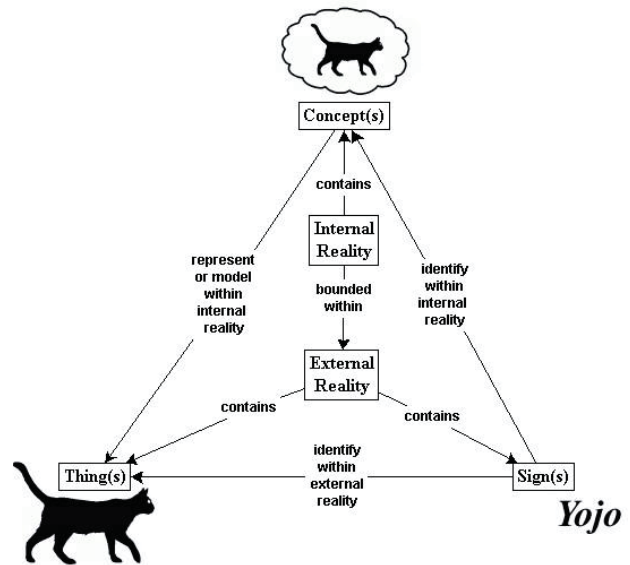 Concept(s)
contains
Internal
Reality
represent
or model
within
internal
reality
bounded
within
identify
within
internal
reality
External
Reality
contains
contains
identify
within
external
reality
Thing(s)
Sign(s)
Yojo